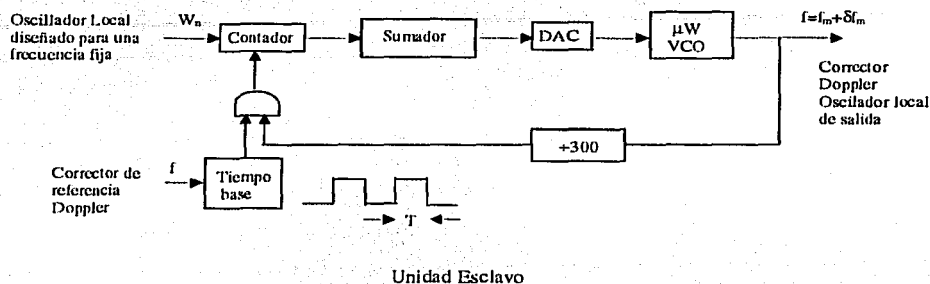 Oscilador Local
diseñado para una
frecuencia fija
Wn
Contador
Sumador
DAC
μW
VCO
f=fm+δfm
Corrector
Doppler
Oscilador local
de salida
÷300
Corrector de
referencia
Doppler
f
Tiempo
base
T
Unidad Esclavo